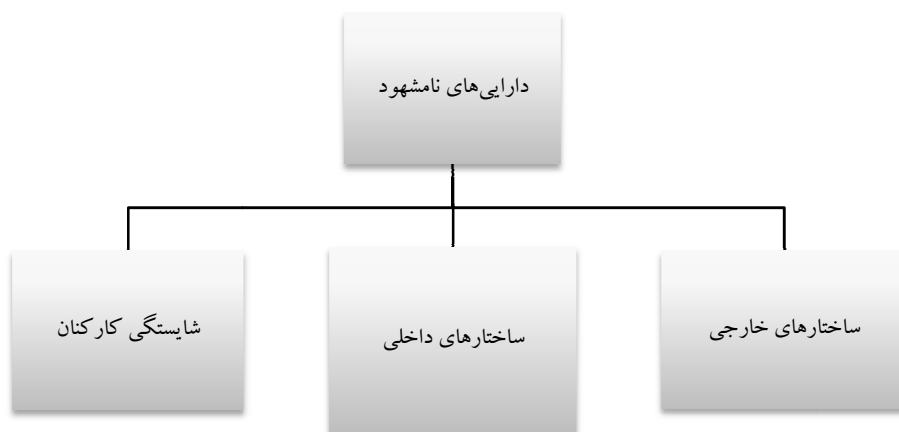 دارایی‌های نامشهود
ساختارهای خارجی
ساختارهای داخلی
شایستگی کارکنان